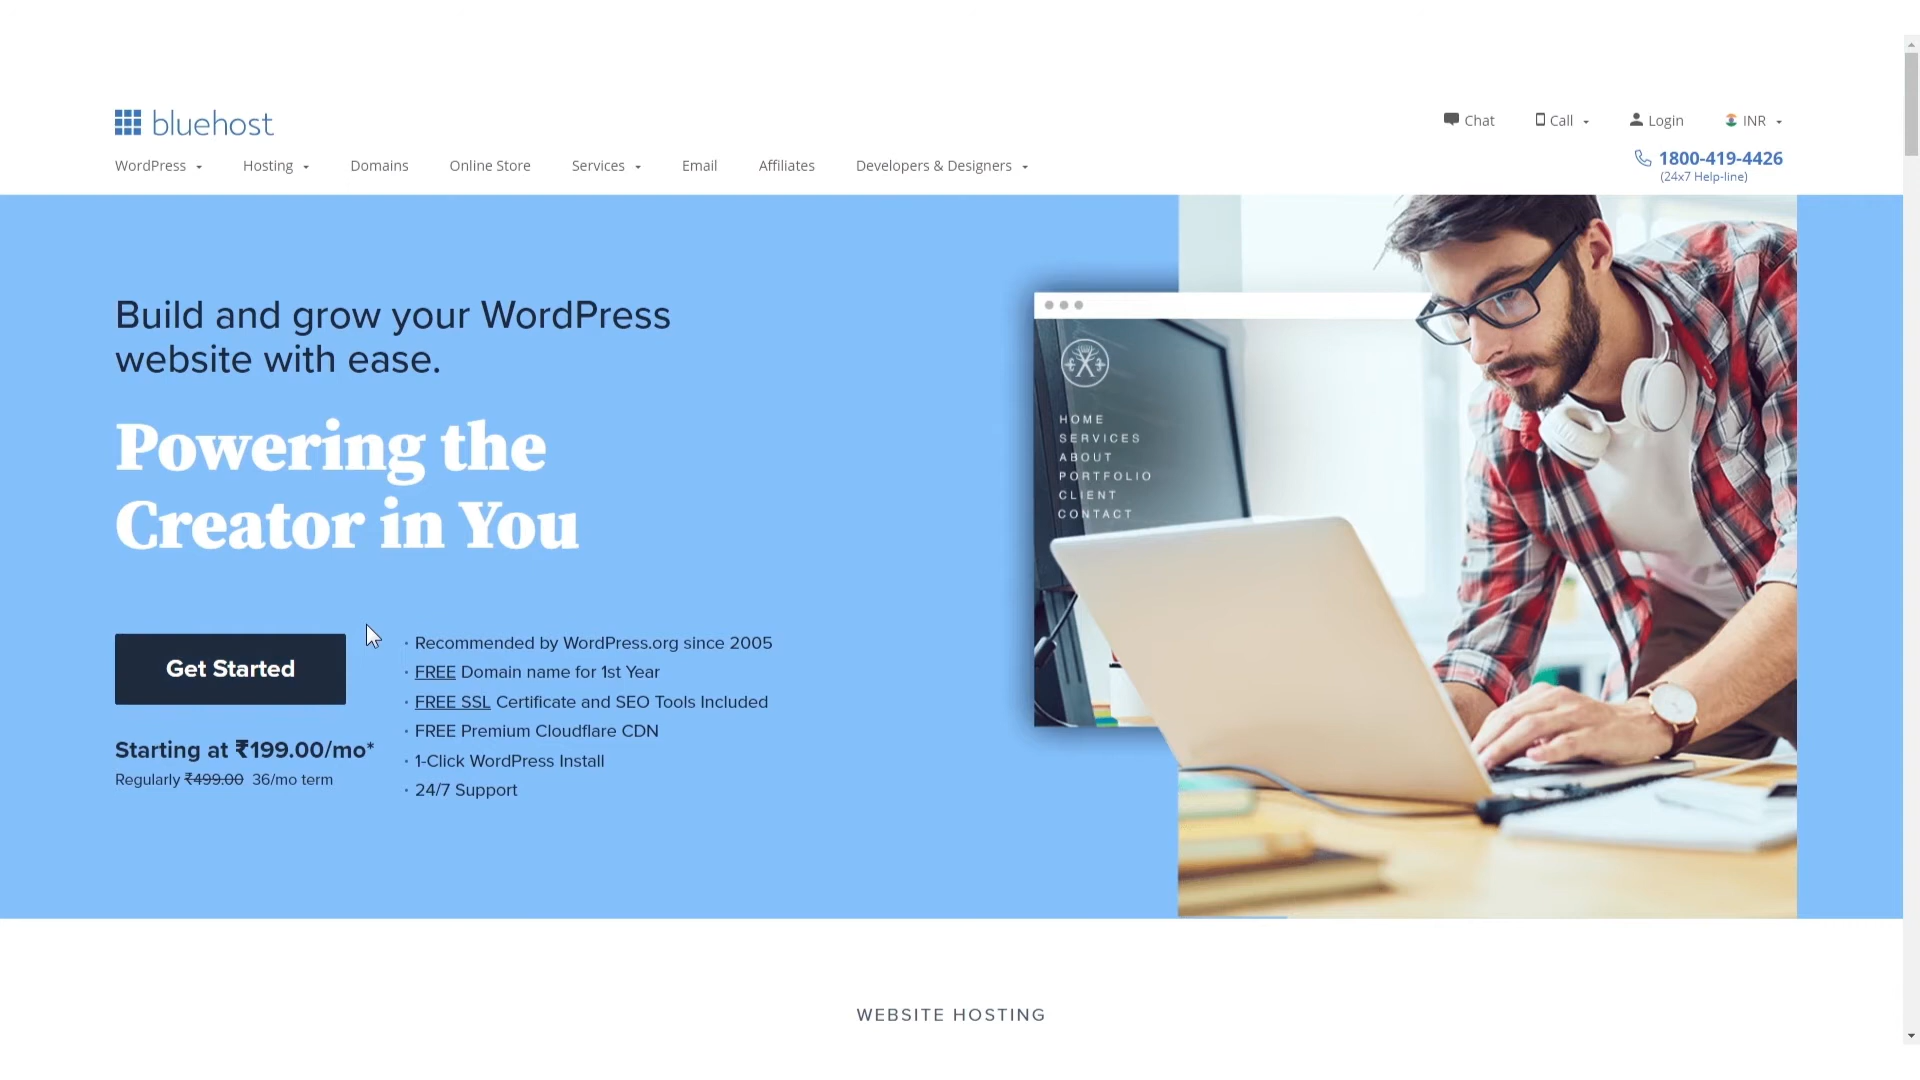 bluehost
Chat
Call
Login
INR
WordPress
Hosting
Domains
Online Store
Services
Email
Affiliates
Developers & Designers
1800-419-4426
(24x7 Help-line)
Build and grow your WordPress
website with ease.
Powering the
Creator in You
Get Started
Starting at ₹199.00/mo*
Regularly ₹499.00 36/mo term
· Recommended by WordPress.org since 2005
· FREE Domain name for 1st Year
· FREE SSL Certificate and SEO Tools Included
· FREE Premium Cloudflare CDN
· 1-Click WordPress Install
· 24/7 Support
HOME
SERVICES
ABOUT
PORTFOLIO
CLIENT
CONTACT
WEBSITE HOSTING